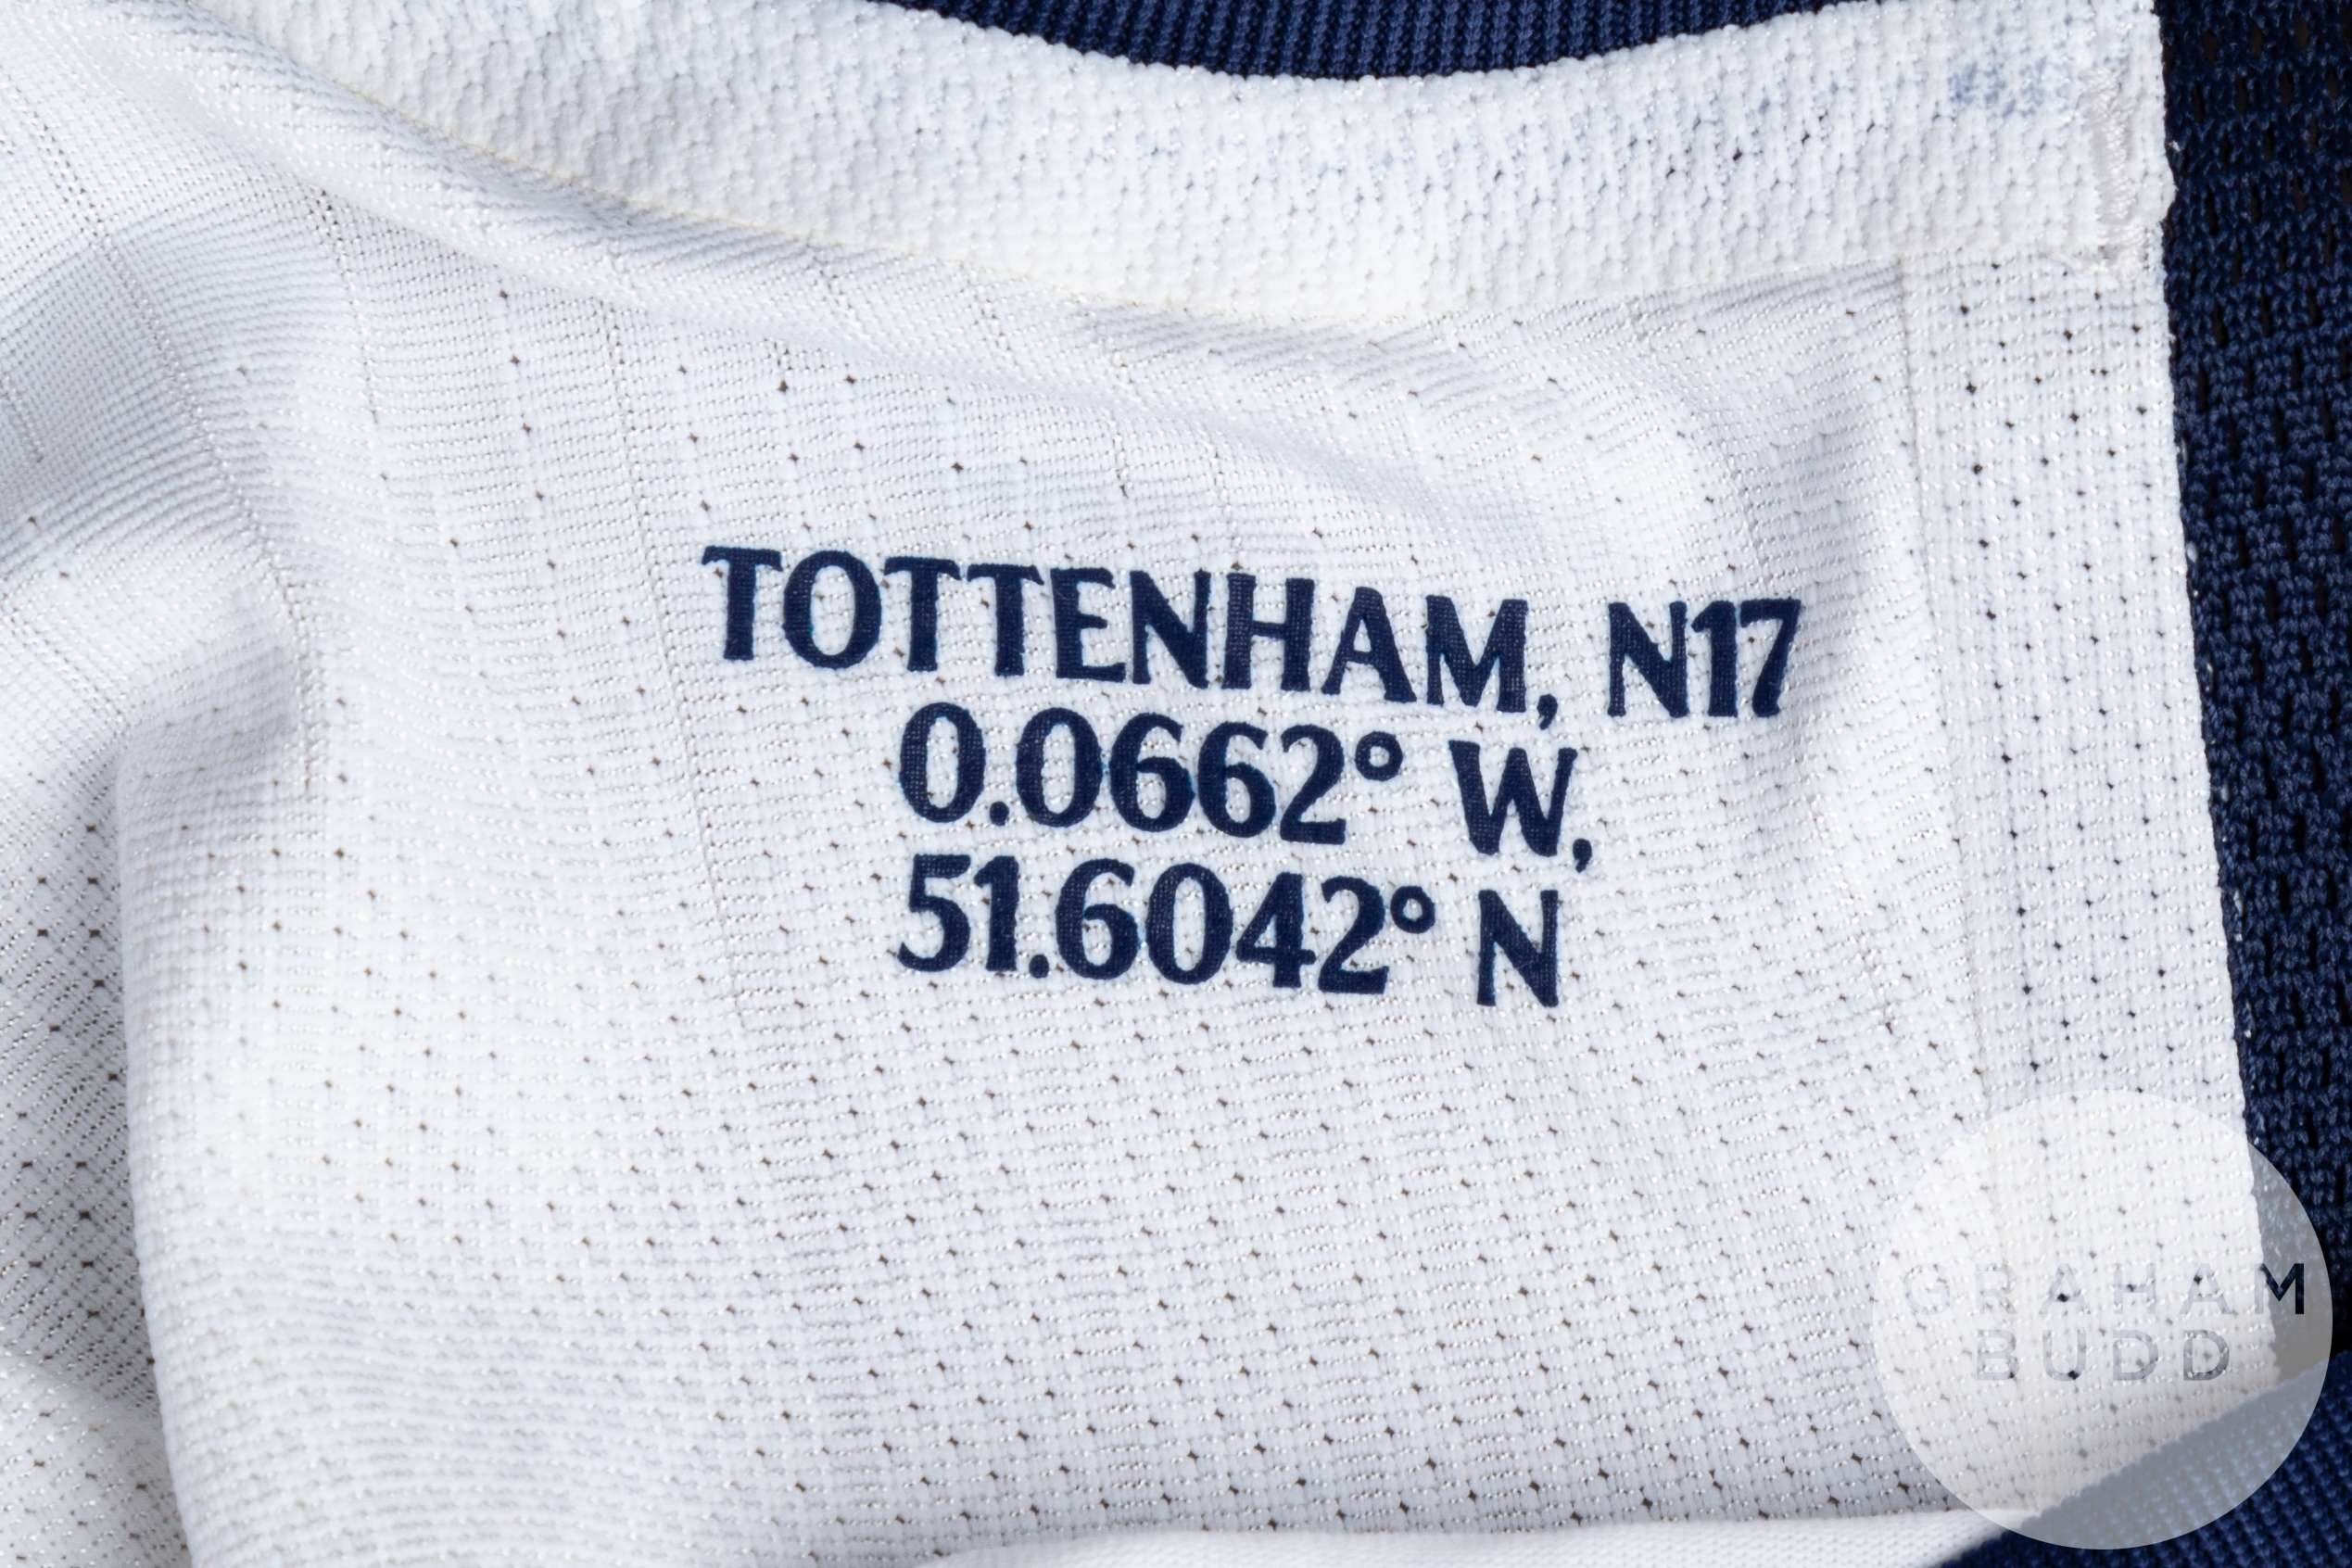 TOTTENHAM, N17
0.0662° W,
51.6042° N
GRAHAM
BUDD